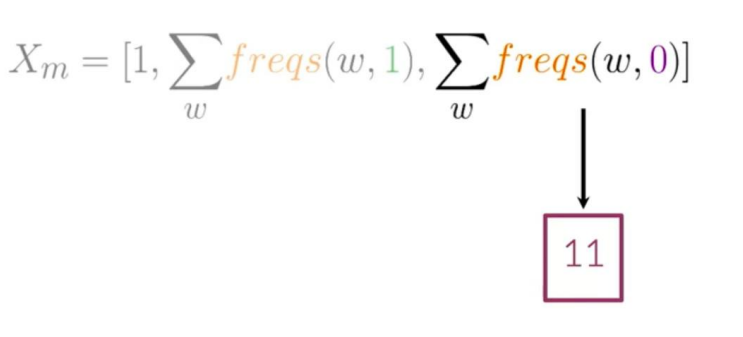 X_m = [1, ∑_w freqs(w, 1), ∑_w freqs(w, 0)]
11